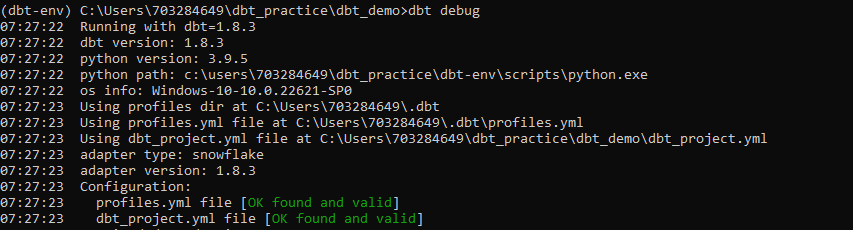 (dbt-env) C:\Users\703284649\dbt_practice\dbt_demo>dbt debug
07:27:22  Running with dbt=1.8.3
07:27:22  dbt version: 1.8.3
07:27:22  python version: 3.9.5
07:27:22  python path: c:\users\703284649\dbt_practice\dbt-env\scripts\python.exe
07:27:22  os info: Windows-10-10.0.22621-SP0
07:27:23  Using profiles dir at C:\Users\703284649\.dbt
07:27:23  Using profiles.yml file at C:\Users\703284649\.dbt\profiles.yml
07:27:23  Using dbt_project.yml file at C:\Users\703284649\dbt_practice\dbt_demo\dbt_project.yml
07:27:23  adapter type: snowflake
07:27:23  adapter version: 1.8.3
07:27:23  Configuration:
07:27:23    profiles.yml file [OK found and valid]
07:27:23    dbt_project.yml file [OK found and valid]